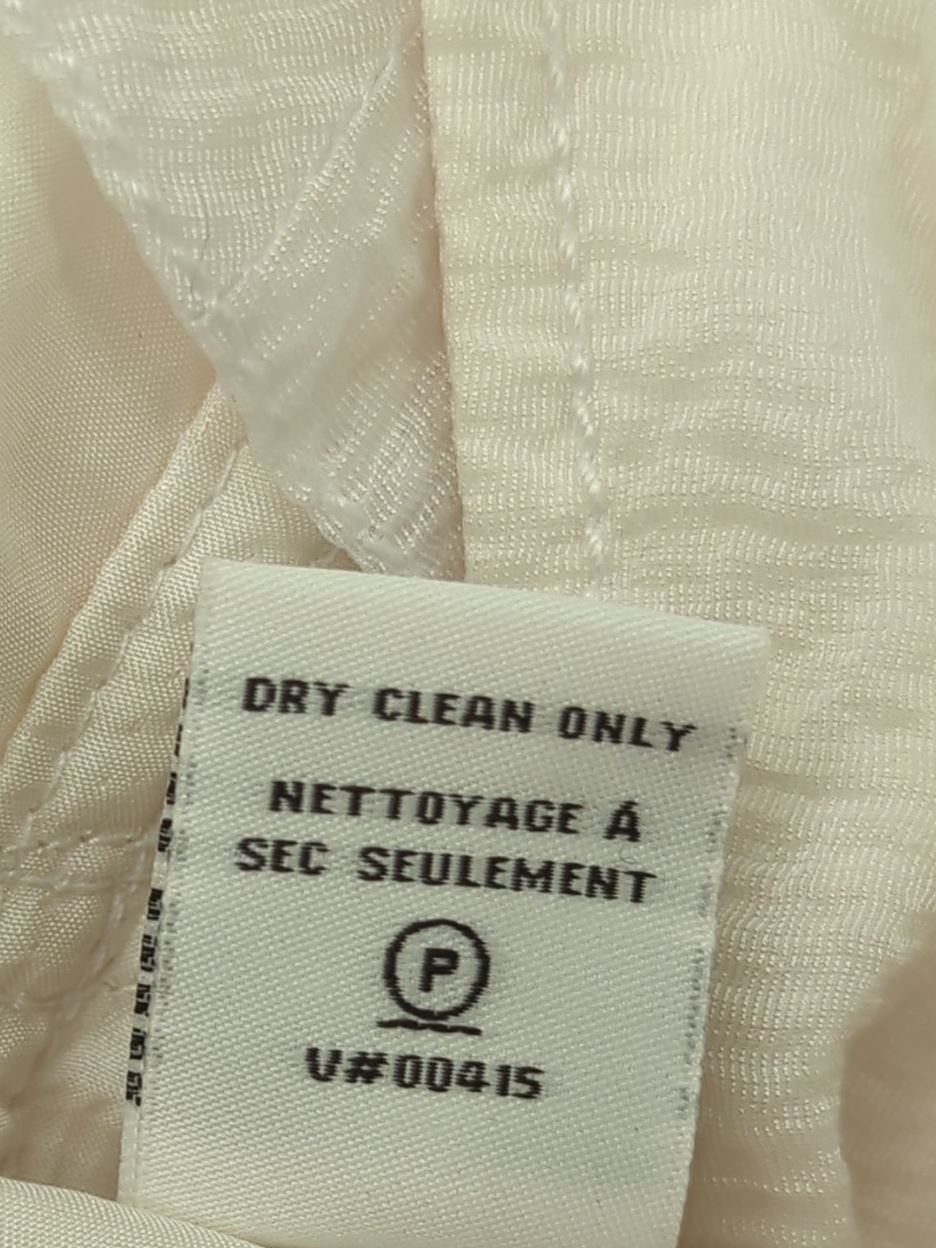 DRY CLEAN ONLY
NETTOYAGE Á
SEC SEULEMENT
P
V#00415